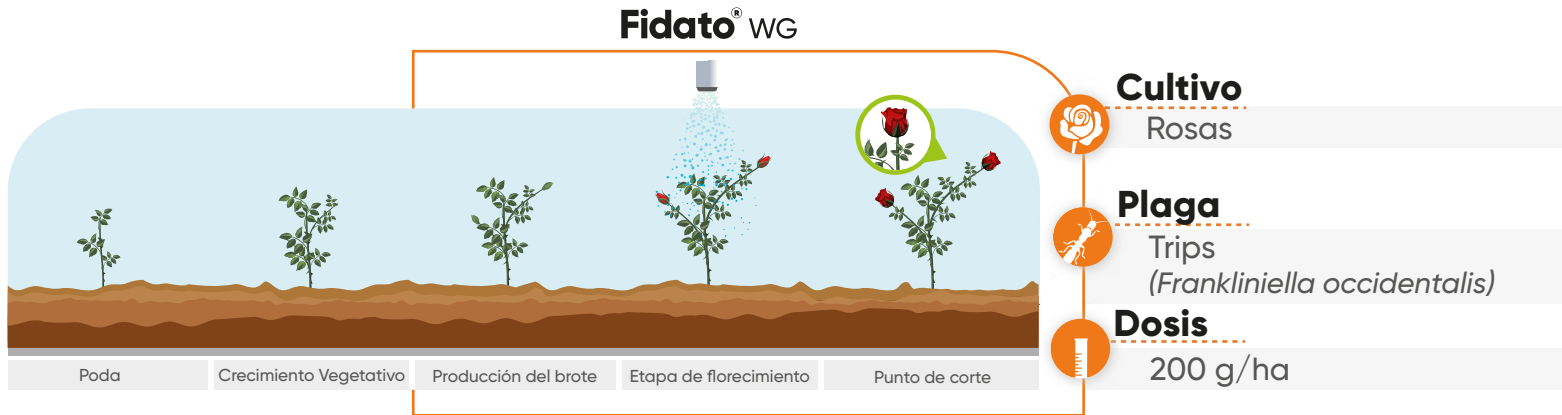 Fidato® WG
Cultivo
Rosas
Plaga
Trips
(Frankliniella occidentalis)
Dosis
200 g/ha
Poda
Crecimiento Vegetativo
Producción del brote
Etapa de florecimiento
Punto de corte